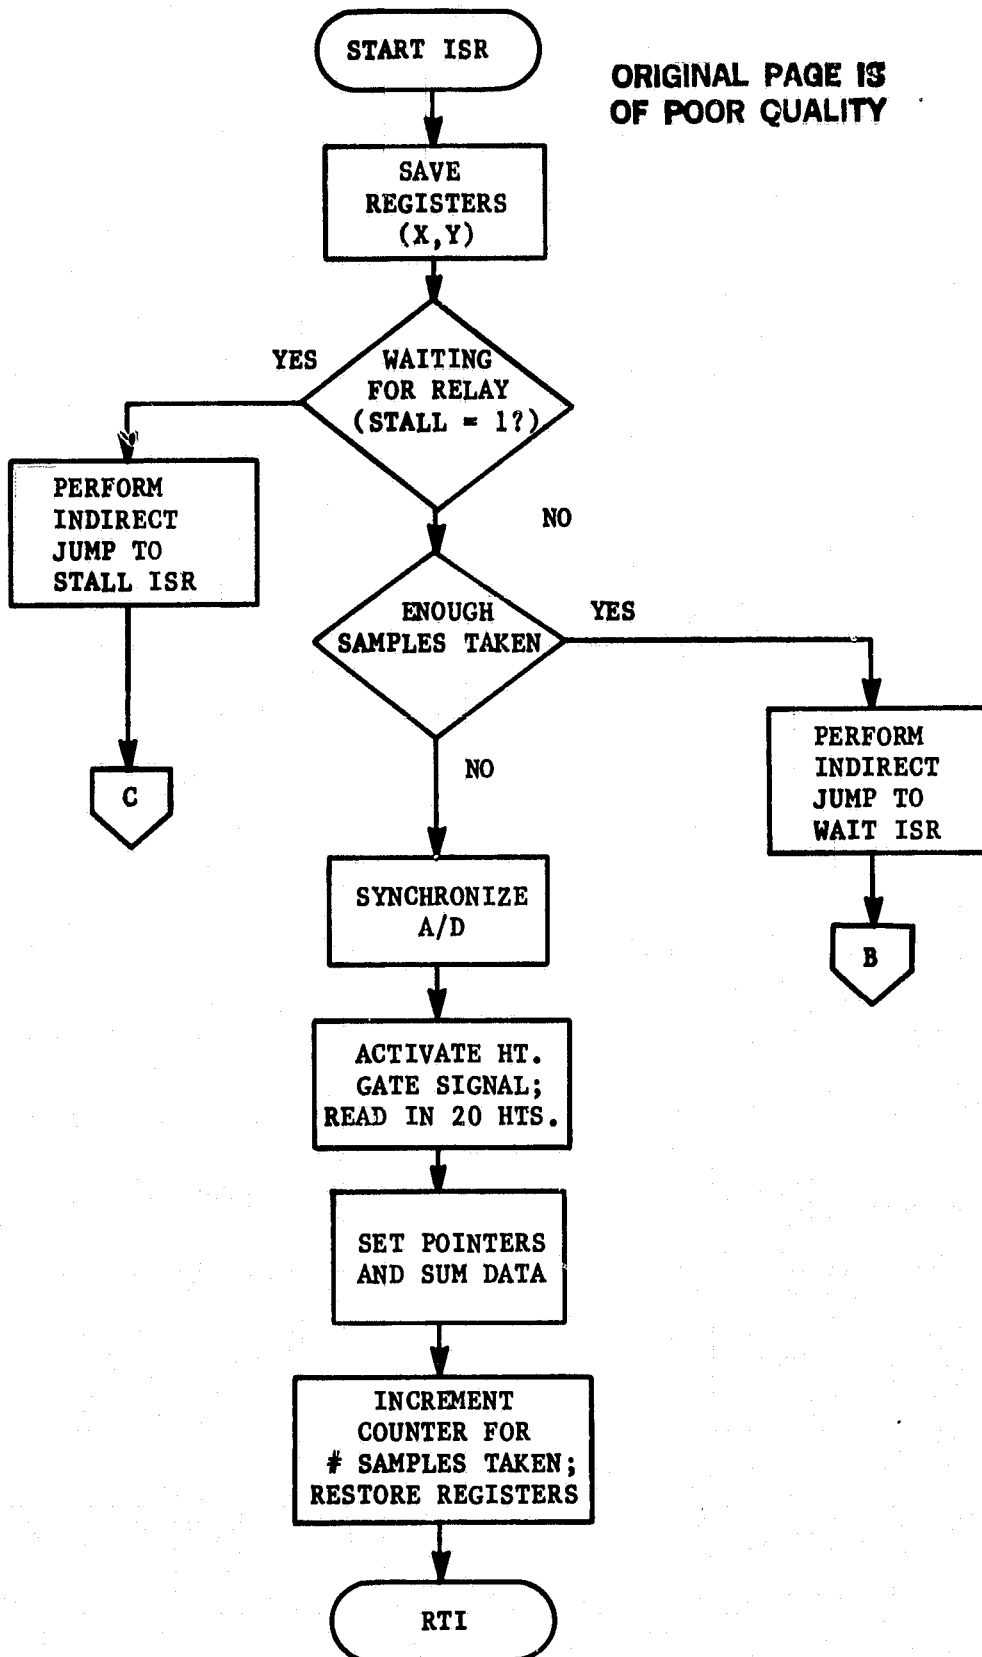 START ISR
ORIGINAL PAGE IS
OF POOR QUALITY
SAVE
REGISTERS
(X,Y)
YES
WAITING
FOR RELAY
(STALL = 1?)
PERFORM
INDIRECT
JUMP TO
STALL ISR
NO
ENOUGH
SAMPLES TAKEN
YES
C
NO
PERFORM
INDIRECT
JUMP TO
WAIT ISR
SYNCHRONIZE
A/D
B
ACTIVATE HT.
GATE SIGNAL;
READ IN 20 HTS.
SET POINTERS
AND SUM DATA
INCREMENT
COUNTER FOR
# SAMPLES TAKEN;
RESTORE REGISTERS
RTI